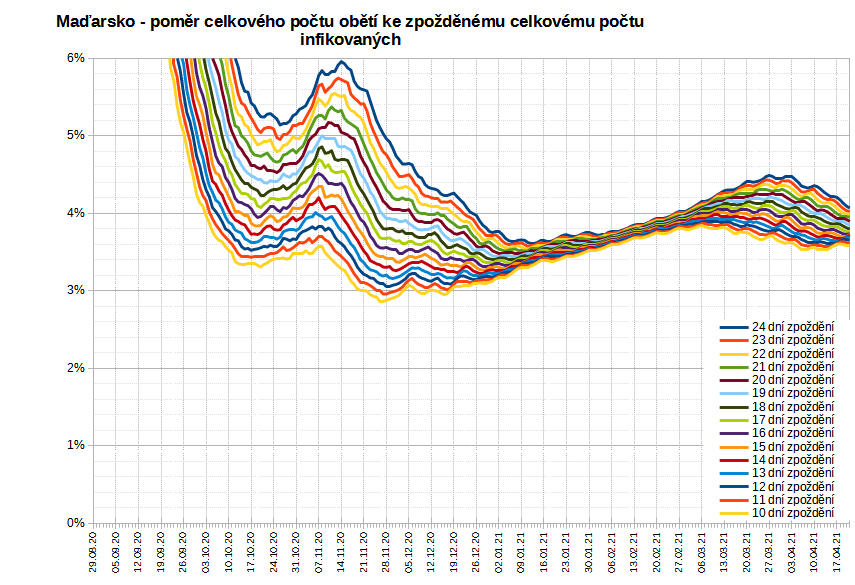 Maďarsko - poměr celkového počtu obětí ke zpožděnému celkovému počtu
infikovaných
6%
5%
4%
3%
2%
1%
0%
24 dní zpoždění
23 dní zpoždění
22 dní zpoždění
21 dní zpoždění
20 dní zpoždění
19 dní zpoždění
18 dní zpoždění
17 dní zpoždění
16 dní zpoždění
15 dní zpoždění
14 dní zpoždění
13 dní zpoždění
12 dní zpoždění
11 dní zpoždění
10 dní zpoždění
29.08.20
05.09.20
12.09.20
19.09.20
26.09.20
03.10.20
10.10.20
17.10.20
24.10.20
31.10.20
07.11.20
14.11.20
21.11.20
28.11.20
05.12.20
12.12.20
19.12.20
26.12.20
02.01.21
09.01.21
16.01.21
23.01.21
30.01.21
06.02.21
13.02.21
20.02.21
27.02.21
06.03.21
13.03.21
20.03.21
27.03.21
03.04.21
10.04.21
17.04.21